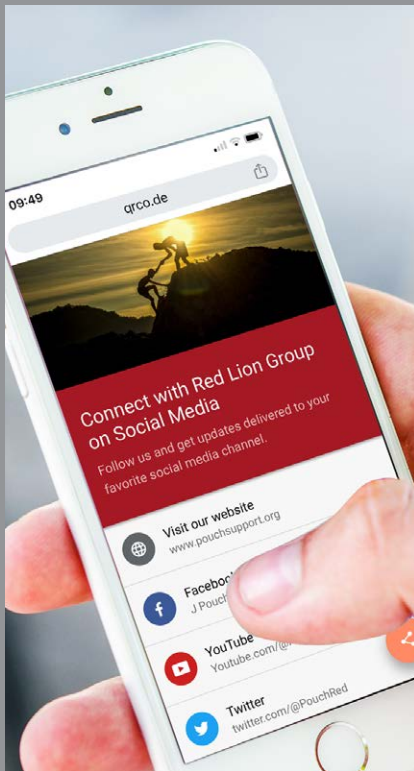 09:49
qrco.de
Connect with Red Lion Group
on Social Media
Follow us and get updates delivered to your
favorite social media channel.
Visit our website
www.pouchsupport.org
Facebook
J Pouch
YouTube
Youtube.com/@
Twitter
twitter.com/@PouchRed